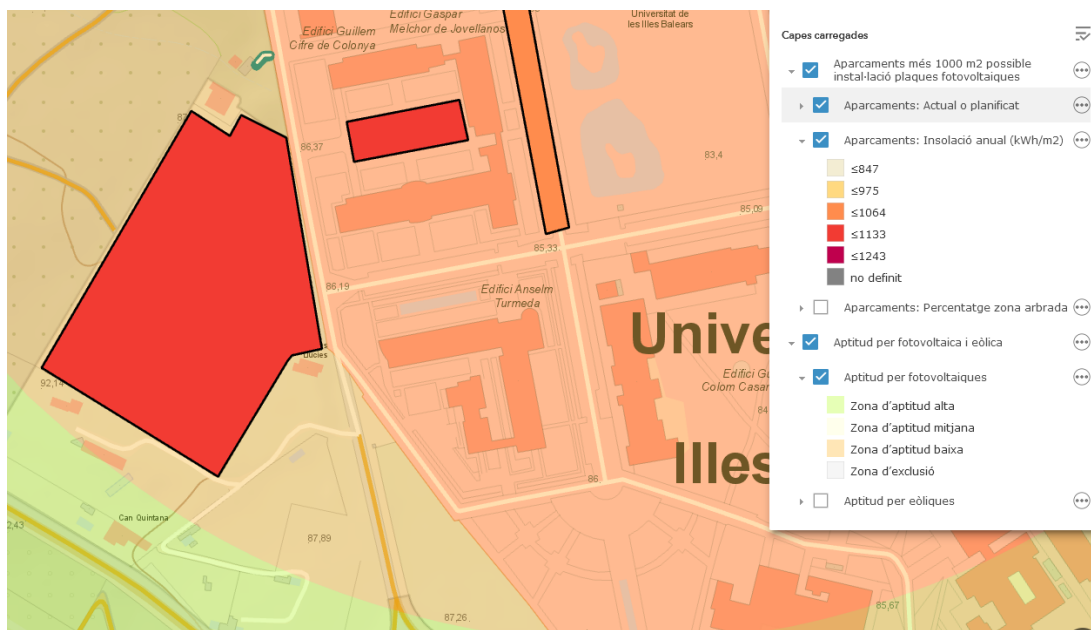 Edifici Gaspar
Melchor de Jovellanos
Edifici Guillem
Cifre de Colonya
Universitat de
les Illes Balears
86,37
83,4
85,09
85,33
86,19
Edifici Anselm
Turmeda
Unive
Edifici G
Colom Casa
84
92,14
Illes
86
Can Quintana
2,43
87,89
87,26
85,67
Capes carregades
Aparcaments més 1000 m2 possible
instal·lació plaques fotovoltaiques
Aparcaments: Actual o planificat
Aparcaments: Insolació anual (kWh/m2)
≤847
≤975
≤1064
≤1133
≤1243
no definit
Aparcaments: Percentatge zona arbrada
Aptitud per fotovoltaica i eòlica
Aptitud per fotovoltaiques
Zona d'aptitud alta
Zona d'aptitud mitjana
Zona d'aptitud baixa
Zona d'exclusió
Aptitud per eòliques